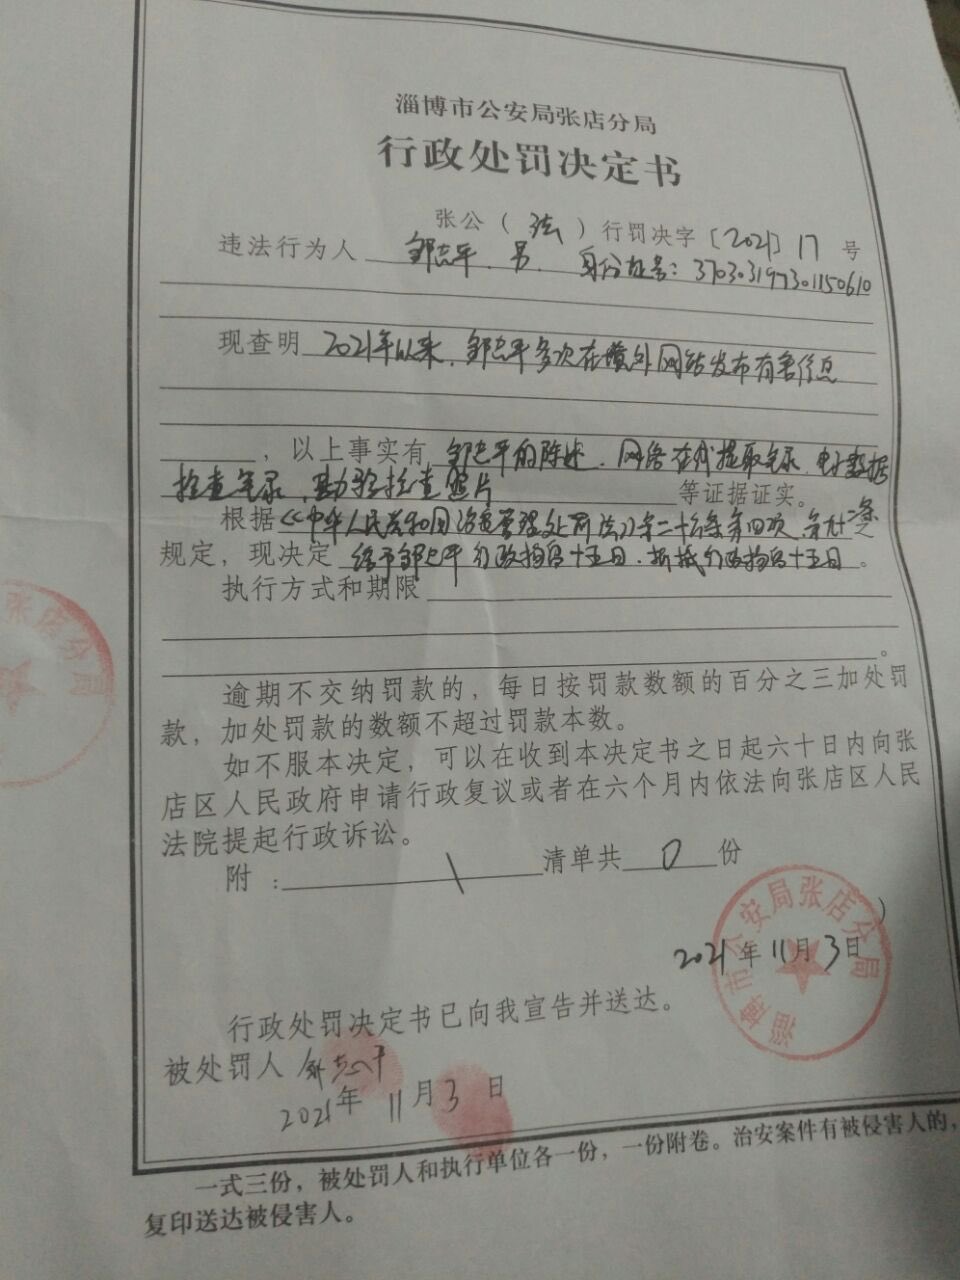 淄博市公安局张店分局
行政处罚决定书
张公（法）行罚决字〔2021〕17号
违法行为人 邹志平、男、身份证号：370303197301150610
现查明 2021年以来，邹志平多次在境外网站发布有害信息
，以上事实有 邹志平的陈述、网络在线提取笔录、电子数据
检查笔录、勘验检查照片 等证据证实。
根据《中华人民共和国治安管理处罚法》第二十六条第四项、第廿二条
规定，现决定 给予邹志平行政拘留十五日，折抵行政拘留十五日。
执行方式和期限
。
逾期不交纳罚款的，每日按罚款数额的百分之三加处罚
款，加处罚款的数额不超过罚款本数。
如不服本决定，可以在收到本决定书之日起六十日内向张
店区人民政府申请行政复议或者在六个月内依法向张店区人民
法院提起行政诉讼。
附：\ 清单共 0 份
淄博市公安局张店分局
2021年11月3日
行政处罚决定书已向我宣告并送达。
被处罚人 邹志平
2021年 11月3日
一式三份，被处罚人和执行单位各一份，一份附卷。治安案件有被侵害人的，
复印送达被侵害人。
张店分局